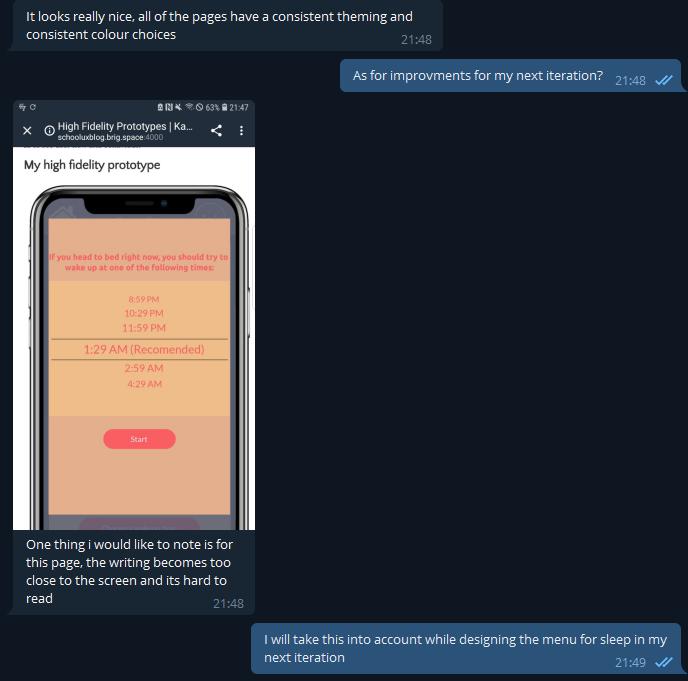 It looks really nice, all of the pages have a consistent theming and
consistent colour choices
21:48
As for improvments for my next iteration?
21:48
63% 21:47
High Fidelity Prototypes | Ka...
schooluxblog.brig.space:4000
My high fidelity prototype
If you head to bed right now, you should try to
wake up at one of the following times:
8:59 PM
10:29 PM
11:59 PM
1:29 AM (Recomended)
2:59 AM
4:29 AM
Start
One thing i would like to note is for
this page, the writing becomes too
close to the screen and its hard to
read
21:48
I will take this into account while designing the menu for sleep in my
next iteration
21:49